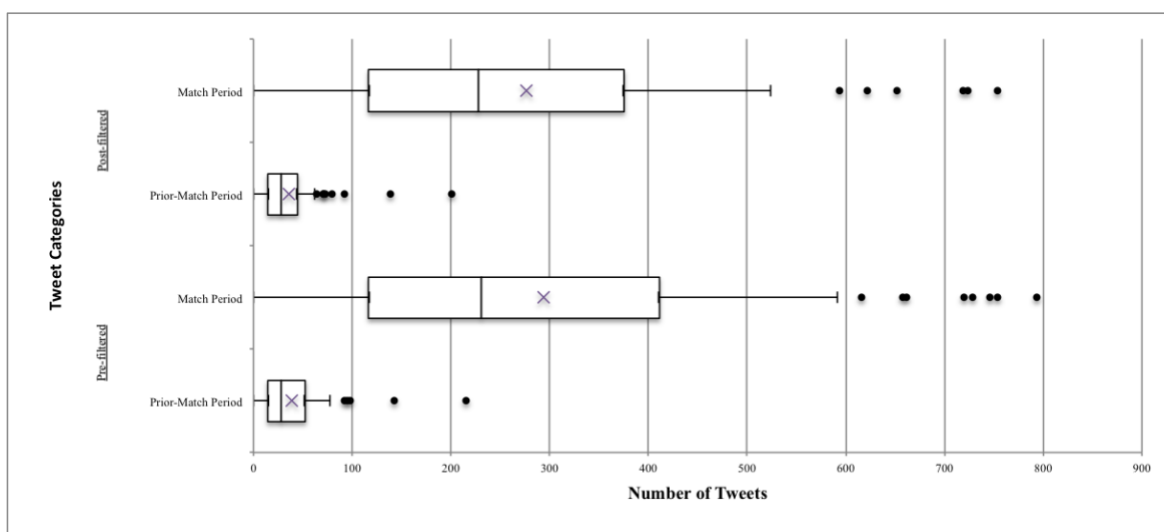 Tweet Categories
Post-filtered
Match Period
Prior-Match Period
Pre-filtered
Match Period
Prior-Match Period
0 100 200 300 400 500 600 700 800 900
Number of Tweets